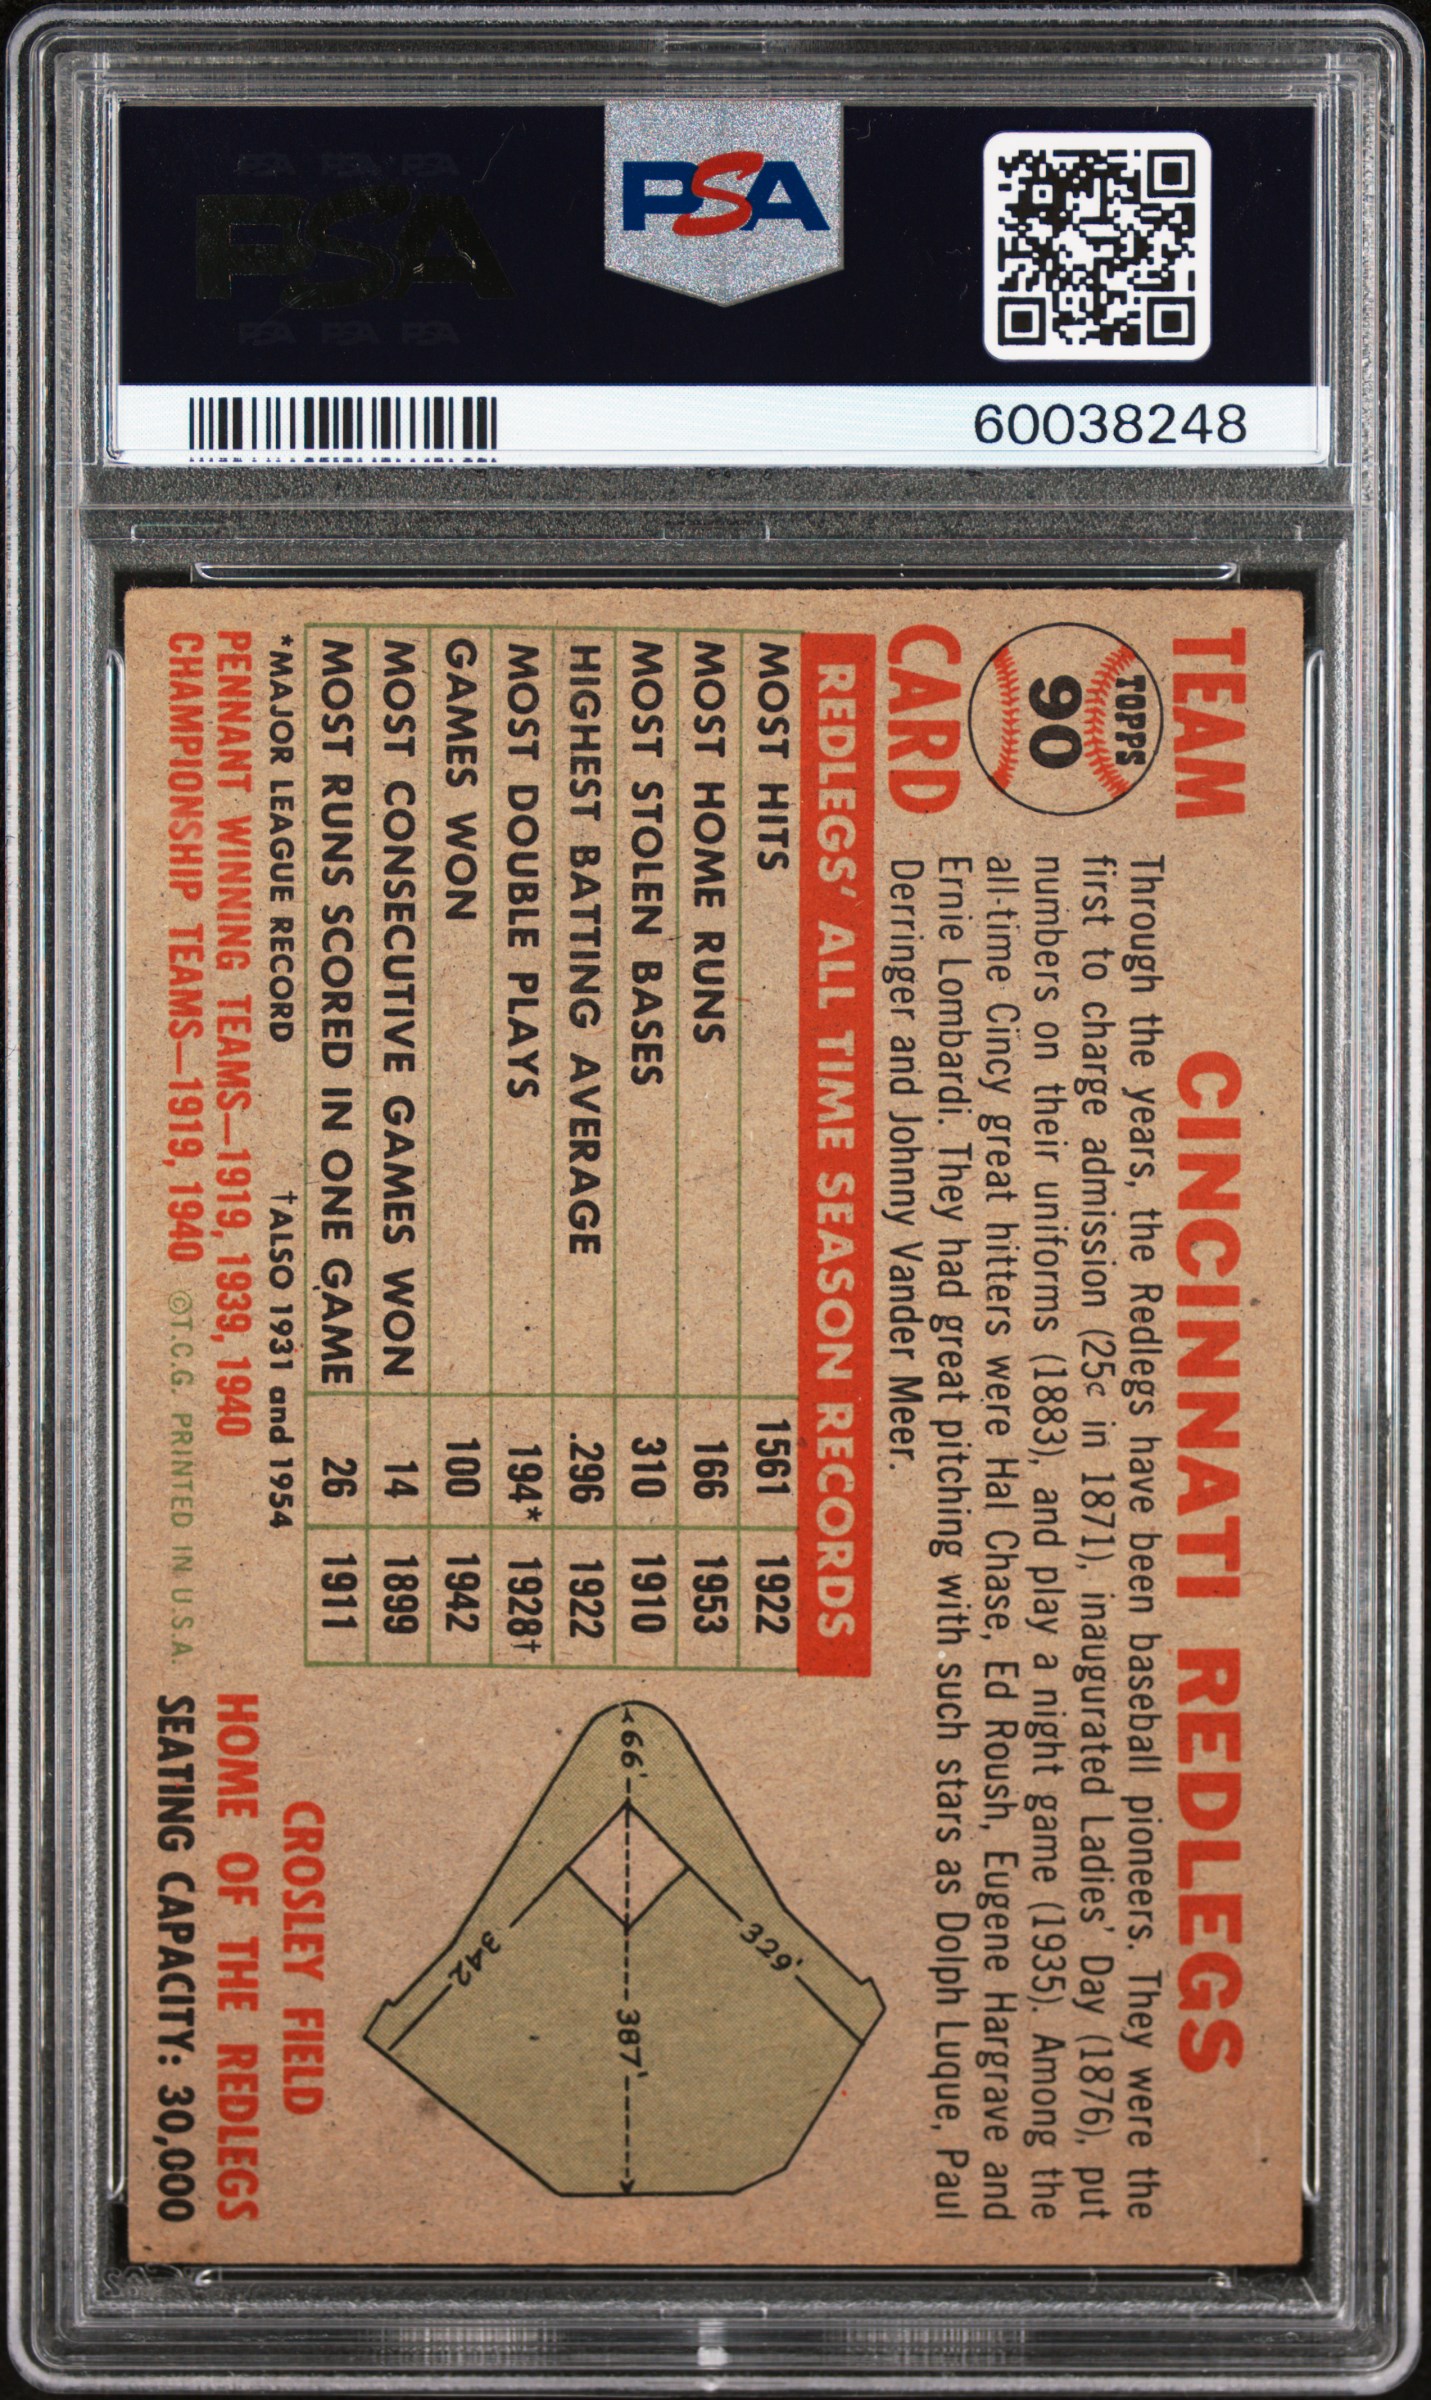 PSA PSA PSA
PSA
PSA PSA PSA
PSA
60038248
TEAM
TOPPS
90
CARD
CINCINNATI REDLEGS
Through the years, the Redlegs have been baseball pioneers. They were the
first to charge admission (25¢ in 1871), inaugurated Ladies' Day (1876), put
numbers on their uniforms (1883), and play a night game (1935). Among the
all-time Cincy great hitters were Hal Chase, Ed Roush, Eugene Hargrave and
Ernie Lombardi. They had great pitching with such stars as Dolph Luque, Paul
Derringer and Johnny Vander Meer.
REDLEGS' ALL TIME SEASON RECORDS
MOST HITS 1561 1922
MOST HOME RUNS 166 1953
MOST STOLEN BASES 310 1910
HIGHEST BATTING AVERAGE .296 1922
MOST DOUBLE PLAYS 194* 1928†
GAMES WON 100 1942
MOST CONSECUTIVE GAMES WON 14 1899
MOST RUNS SCORED IN ONE GAME 26 1911
*MAJOR LEAGUE RECORD †ALSO 1931 and 1954
PENNANT WINNING TEAMS—1919, 1939, 1940
CHAMPIONSHIP TEAMS—1919, 1940 ©T.C.G. PRINTED IN U.S.A.
329'
66' 387'
342
CROSLEY FIELD
HOME OF THE REDLEGS
SEATING CAPACITY: 30,000